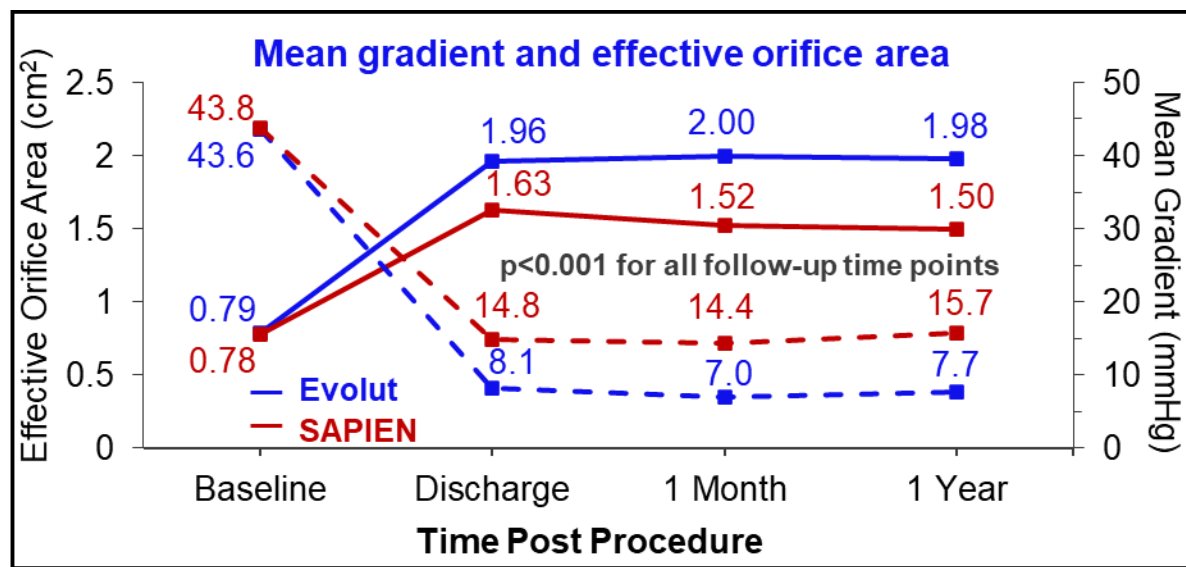 Mean gradient and effective orifice area
Effective Orifice Area (cm²)
Mean Gradient (mmHg)
2.5
2
1.5
1
0.5
0
50
40
30
20
10
0
43.8
43.6
1.96
2.00
1.98
1.63
1.52
1.50
p<0.001 for all follow-up time points
0.79
0.78
14.8
14.4
15.7
8.1
7.0
7.7
Evolut
SAPIEN
Baseline
Discharge
1 Month
1 Year
Time Post Procedure